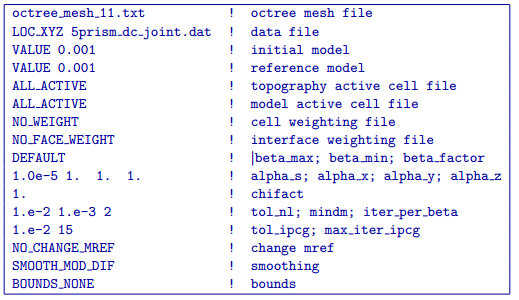 octree_mesh_11.txt ! octree mesh file
LOC_XYZ 5prism_dc_joint.dat ! data file
VALUE 0.001 ! initial model
VALUE 0.001 ! reference model
ALL_ACTIVE ! topography active cell file
ALL_ACTIVE ! model active cell file
NO_WEIGHT ! cell weighting file
NO_FACE_WEIGHT ! interface weighting file
DEFAULT ! beta_max; beta_min; beta_factor
1.0e-5 1. 1. 1. ! alpha_s; alpha_x; alpha_y; alpha_z
1. ! chifact
1.e-2 1.e-3 2 ! tol_nl; mindm; iter_per_beta
1.e-2 15 ! tol_ipcg; max_iter_ipcg
NO_CHANGE_MREF ! change mref
SMOOTH_MOD_DIF ! smoothing
BOUNDS_NONE ! bounds